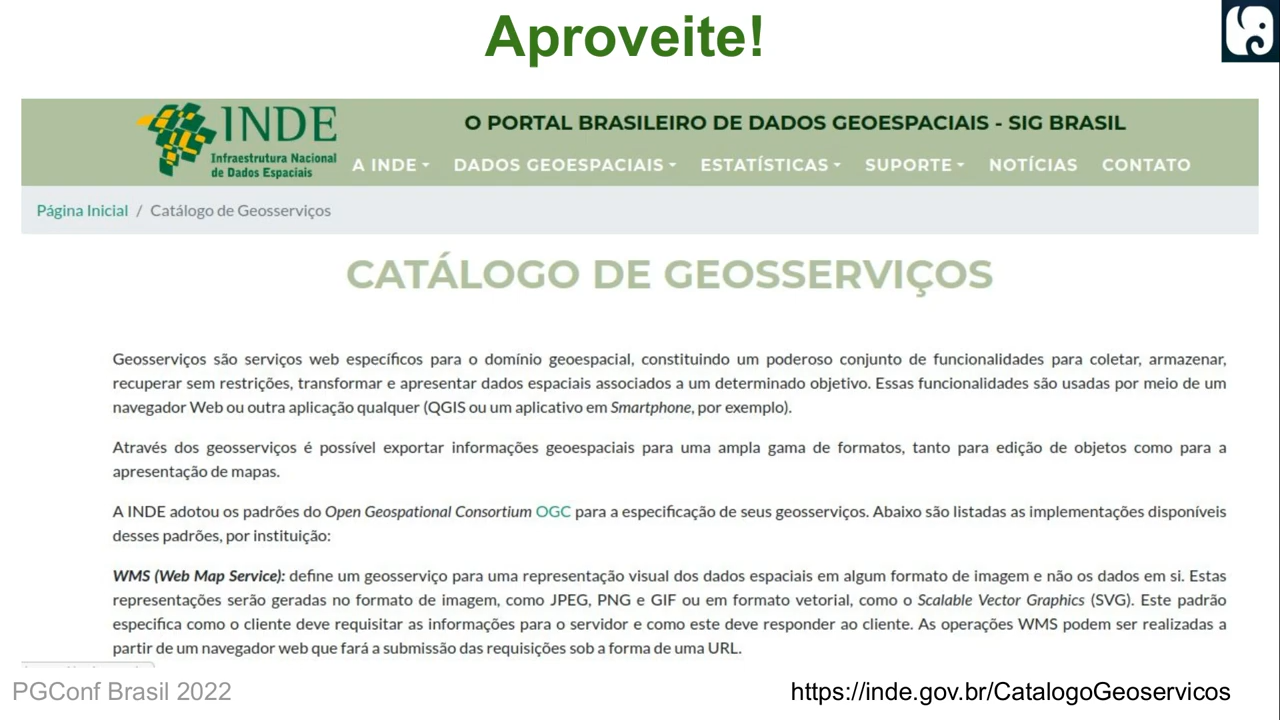 Aproveite!
INDE
Infraestrutura Nacional
de Dados Espaciais
O PORTAL BRASILEIRO DE DADOS GEOESPACIAIS - SIG BRASIL
A INDE DADOS GEOESPACIAIS ESTATÍSTICAS SUPORTE NOTÍCIAS CONTATO
Página Inicial / Catálogo de Geosserviços
CATÁLOGO DE GEOSSERVIÇOS
Geosserviços são serviços web específicos para o domínio geoespacial, constituindo um poderoso conjunto de funcionalidades para coletar, armazenar,
recuperar sem restrições, transformar e apresentar dados espaciais associados a um determinado objetivo. Essas funcionalidades são usadas por meio de um
navegador Web ou outra aplicação qualquer (QGIS ou um aplicativo em Smartphone, por exemplo).
Através dos geosserviços é possível exportar informações geoespaciais para uma ampla gama de formatos, tanto para edição de objetos como para a
apresentação de mapas.
A INDE adotou os padrões do Open Geospational Consortium OGC para a especificação de seus geosserviços. Abaixo são listadas as implementações disponíveis
desses padrões, por instituição:
WMS (Web Map Service): define um geosserviço para uma representação visual dos dados espaciais em algum formato de imagem e não os dados em si. Estas
representações serão geradas no formato de imagem, como JPEG, PNG e GIF ou em formato vetorial, como o Scalable Vector Graphics (SVG). Este padrão
especifica como o cliente deve requisitar as informações para o servidor e como este deve responder ao cliente. As operações WMS podem ser realizadas a
partir de um navegador web que fará a submissão das requisições sob a forma de uma URL.
PGConf Brasil 2022
https://inde.gov.br/CatalogoGeoservicos